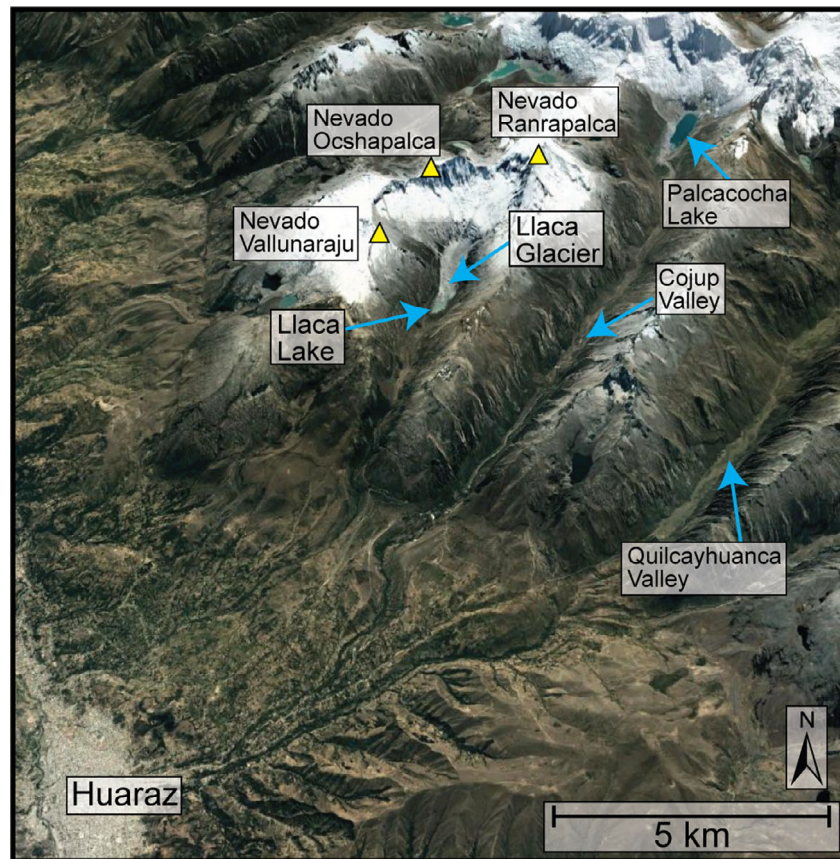 Nevado
Ocshapalca
Nevado
Ranrapalca
Palcacocha
Lake
Nevado
Vallunaraju
Llaca
Glacier
Cojup
Valley
Llaca
Lake
Quilcayhuanca
Valley
N
Huaraz
5 km